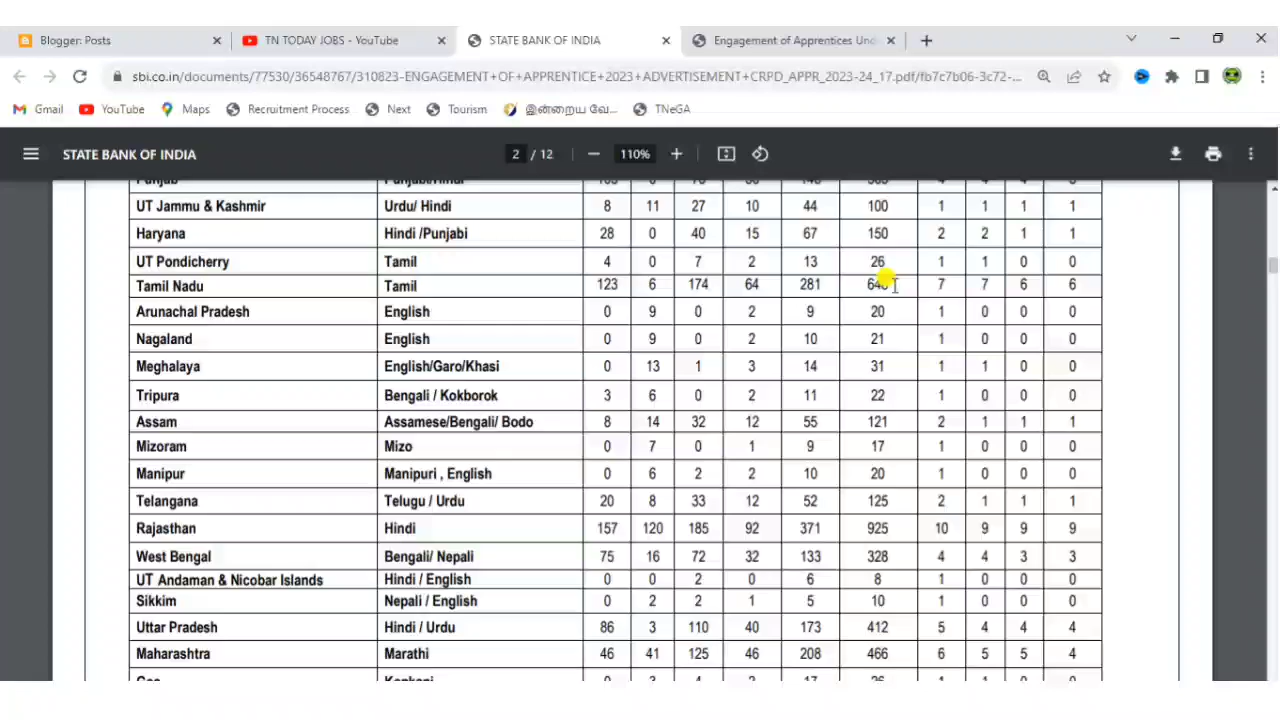 Blogger: Posts TN TODAY JOBS - YouTube STATE BANK OF INDIA Engagement of Apprentices Und
sbi.co.in/documents/77530/36548767/310823-ENGAGEMENT+OF+APPRENTICE+2023+ADVERTISEMENT+CRPD_APPR_2023-24_17.pdf/fb7c7b06-3c72-...
Gmail YouTube Maps Recruitment Process Next Tourism இன்றைய வே... TNeGA
STATE BANK OF INDIA 2 / 12 110%
UT Jammu & Kashmir Urdu/ Hindi 8 11 27 10 44 100 1 1 1 1
Haryana Hindi /Punjabi 28 0 40 15 67 150 2 2 1 1
UT Pondicherry Tamil 4 0 7 2 13 26 1 1 0 0
Tamil Nadu Tamil 123 6 174 64 281 7 7 6 6
Arunachal Pradesh English 0 9 0 2 9 20 1 0 0 0
Nagaland English 0 9 0 2 10 21 1 0 0 0
Meghalaya English/Garo/Khasi 0 13 1 3 14 31 1 1 0 0
Tripura Bengali / Kokborok 3 6 0 2 11 22 1 0 0 0
Assam Assamese/Bengali/ Bodo 8 14 32 12 55 121 2 1 1 1
Mizoram Mizo 0 7 0 1 9 17 1 0 0 0
Manipur Manipuri , English 0 6 2 2 10 20 1 0 0 0
Telangana Telugu / Urdu 20 8 33 12 52 125 2 1 1 1
Rajasthan Hindi 157 120 185 92 371 925 10 9 9 9
West Bengal Bengali/ Nepali 75 16 72 32 133 328 4 4 3 3
UT Andaman & Nicobar Islands Hindi / English 0 0 2 0 6 8 1 0 0 0
Sikkim Nepali / English 0 2 2 1 5 10 1 0 0 0
Uttar Pradesh Hindi / Urdu 86 3 110 40 173 412 5 4 4 4
Maharashtra Marathi 46 41 125 46 208 466 6 5 5 4